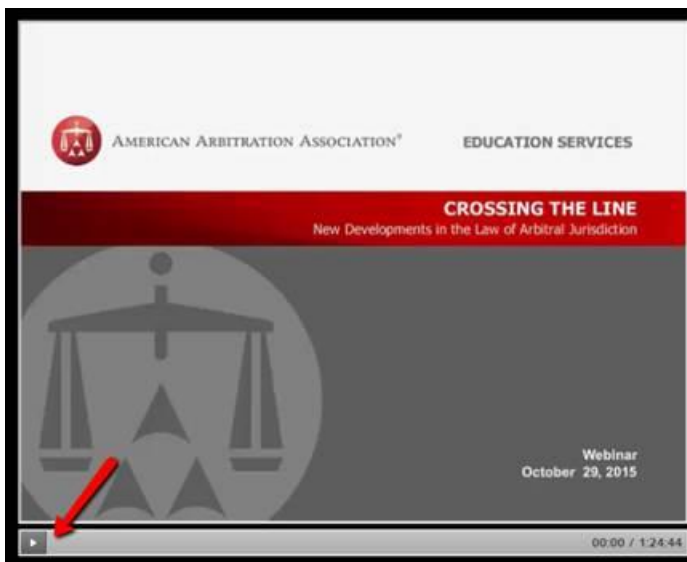 AMERICAN ARBITRATION ASSOCIATION®
EDUCATION SERVICES
CROSSING THE LINE
New Developments in the Law of Arbitral Jurisdiction
Webinar
October 29, 2015
00:00 / 1:24:44